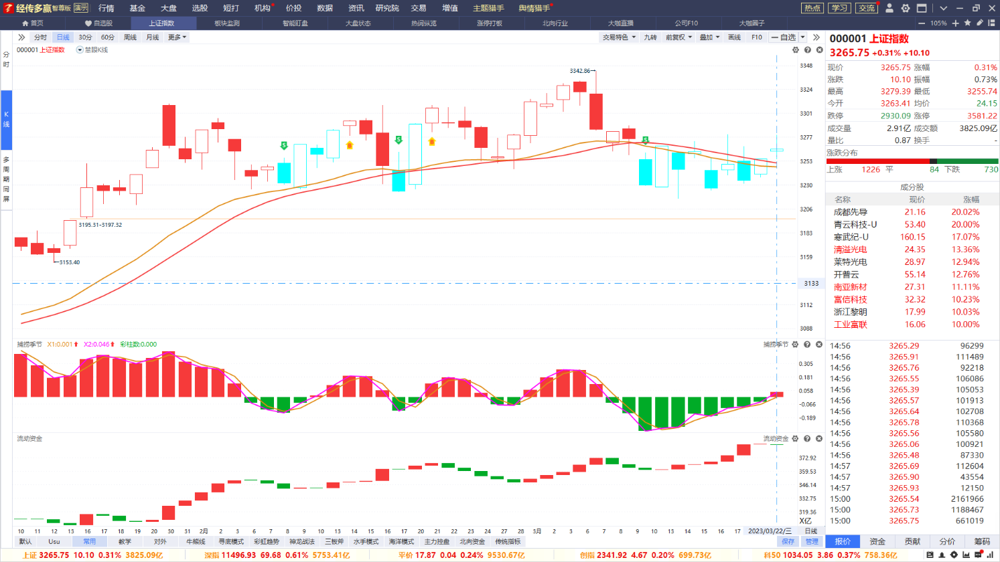 经传多赢 智尊版 演示 行情 基金 大盘 选股 短打 机构 价投 数据 资讯 研究院 交易 增值 主题猎手 舆情猎手 热点 学习 交流
首页 自选股 上证指数 板块监测 智能盯盘 大盘状态 热词纵览 涨停打板 北向行业 大咖直播 公司F10 大咖圈子 105%
分时 日线 30分 60分 周线 月线 更多 交易特色 九转 前复权 叠加 画线 F10 自选
000001 上证指数 慧眼K线
分时
K线
多周期同屏
3342.86
3195.31-3197.32
3153.40
3348
3324
3301
3277
3253
3230
3206
3183
3159
3133
3112
3088
捕捞季节 X1:0.001 X2:0.046 彩柱数:0.000 捕捞季节
0.305
0.181
0.058
-0.066
-0.189
流动资金 流动资金
372.92
359.53
346.14
332.75
319.36
X亿
10 11 12 13 16 17 18 19 20 30 31 2月 2 3 6 7 8 9 10 13 14 15 16 17 20 21 22 23 24 27 28 3月 2 3 6 7 8 9 10 13 14 15 16 17 2023/03/22/三 日线
默认 Usu 常用 教学 对外 牛熊线 寻底模式 彩虹趋势 神龙战法 三板斧 水手模式 海洋模式 主力控盘 北向资金 传统指标 保存 管理
000001 上证指数
3265.75 +0.31% +10.10
现价 3265.75 涨幅 0.31%
涨跌 10.10 振幅 0.73%
最高 3279.39 最低 3255.74
今开 3263.41 均价 24.15
跌停 2930.09 涨停 3581.22
成交量 2.91亿 成交额 3825.09亿
量比 0.87 换手 -
涨跌分布
上涨 1226 平 84 下跌 730
成分股
名称 现价 涨幅
成都先导 21.16 20.02%
青云科技-U 53.40 20.00%
寒武纪-U 160.15 17.07%
清溢光电 24.35 13.36%
莱特光电 28.97 12.94%
开普云 55.14 12.76%
南亚新材 27.31 11.11%
富信科技 32.32 10.23%
浙江黎明 17.99 10.03%
工业富联 16.06 10.00%
14:56 3265.29 96299
14:56 3265.91 111489
14:56 3265.76 92218
14:56 3265.55 106086
14:56 3265.39 105053
14:56 3265.57 101913
14:56 3265.64 102708
14:56 3265.78 110368
14:56 3265.56 105580
14:56 3265.06 100921
14:56 3265.48 87330
14:57 3265.69 112604
14:57 3265.90 43554
14:57 3265.93 12150
15:00 3265.54 2161966
15:00 3265.73 1188467
15:00 3265.75 661019
报价 资金 贡献 分价 筹码
上证 3265.75 10.10 0.31% 3825.09亿 深指 11496.93 69.68 0.61% 5753.41亿 平价 17.87 0.04 0.24% 9530.67亿 创指 2341.92 4.67 0.20% 699.73亿 科50 1034.05 3.86 0.37% 758.36亿